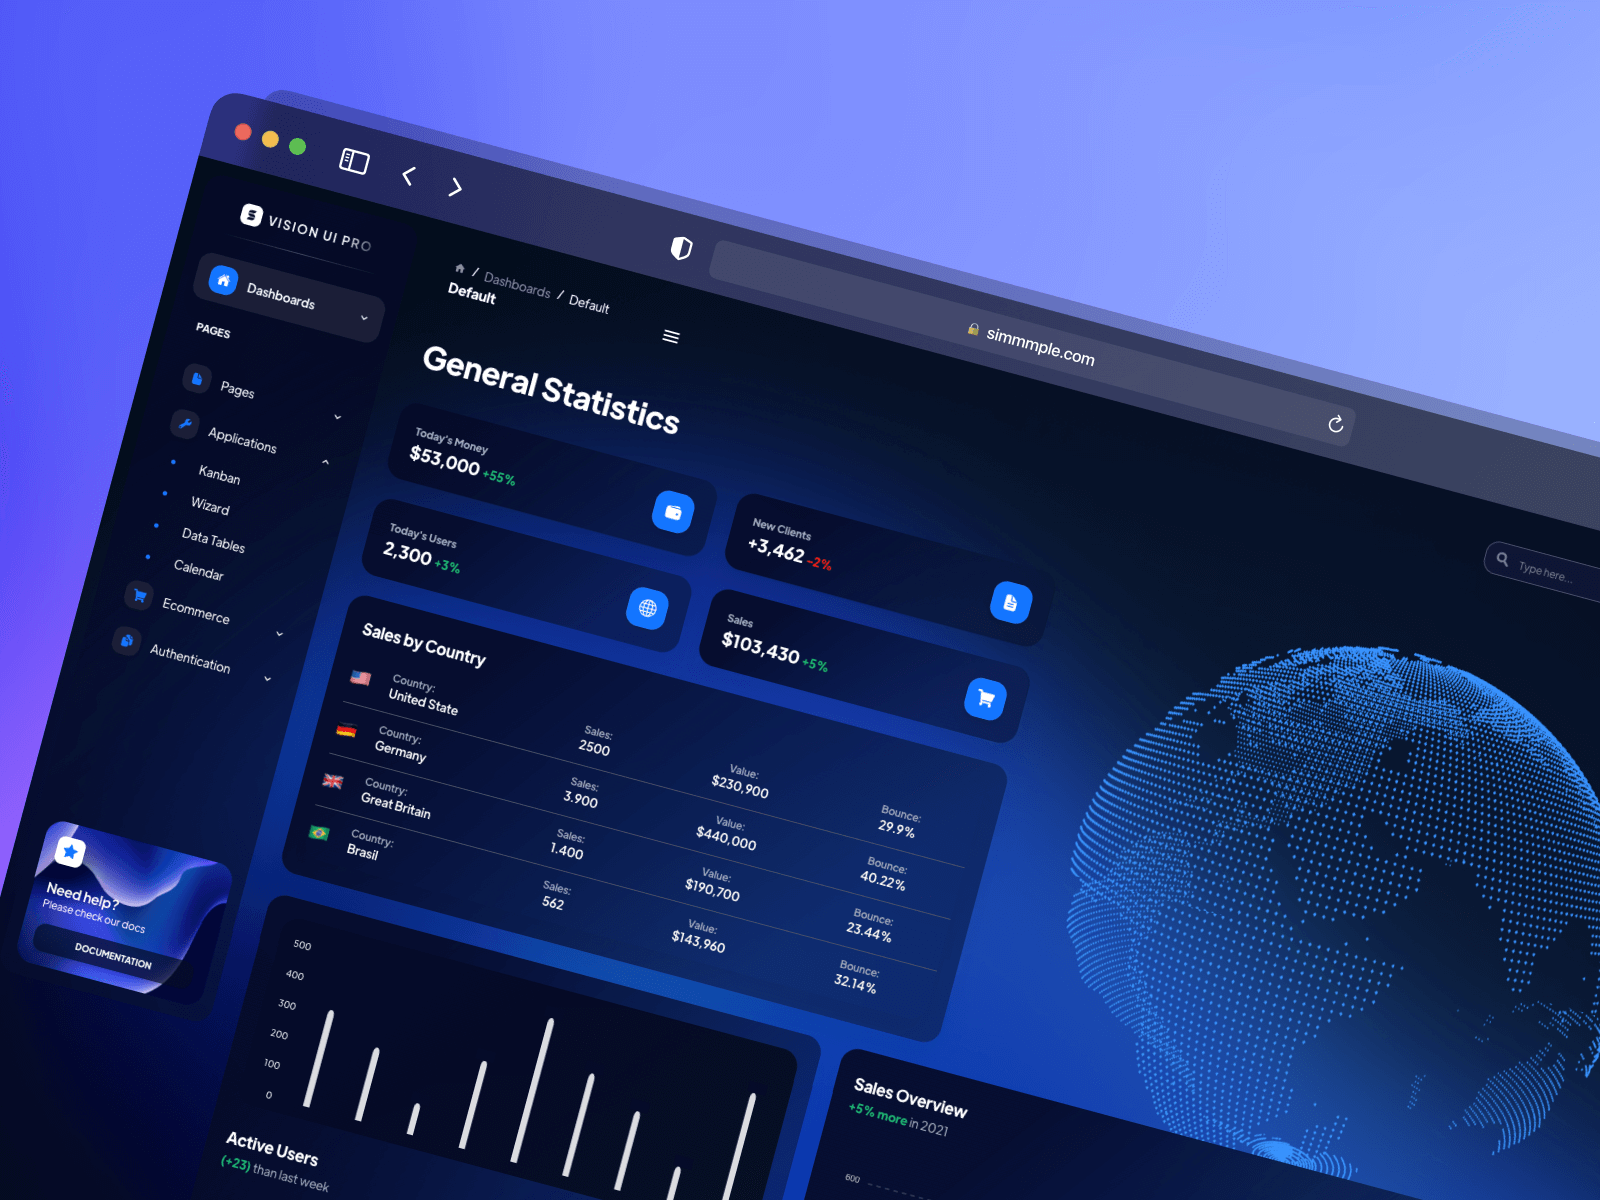 VISION UI PRO
simmmple.com
Dashboards
PAGES
Pages
Applications
Kanban
Wizard
Data Tables
Calendar
Ecommerce
Authentication
Need help?
Please check our docs
DOCUMENTATION
/ Dashboards / Default
Default
Type here...
General Statistics
Today's Money
$53,000 +55%
New Clients
+3,462 -2%
Today's Users
2,300 +3%
Sales
$103,430 +5%
Sales by Country
Country: Sales: Value: Bounce:
United State 2500 $230,900 29.9%
Country: Sales: Value: Bounce:
Germany 3.900 $440,000 40.22%
Country: Sales: Value: Bounce:
Great Britain 1.400 $190,700 23.44%
Country: Sales: Value: Bounce:
Brasil 562 $143,960 32.14%
500
400
300
200
100
0
Active Users
(+23) than last week
Sales Overview
+5% more in 2021
600